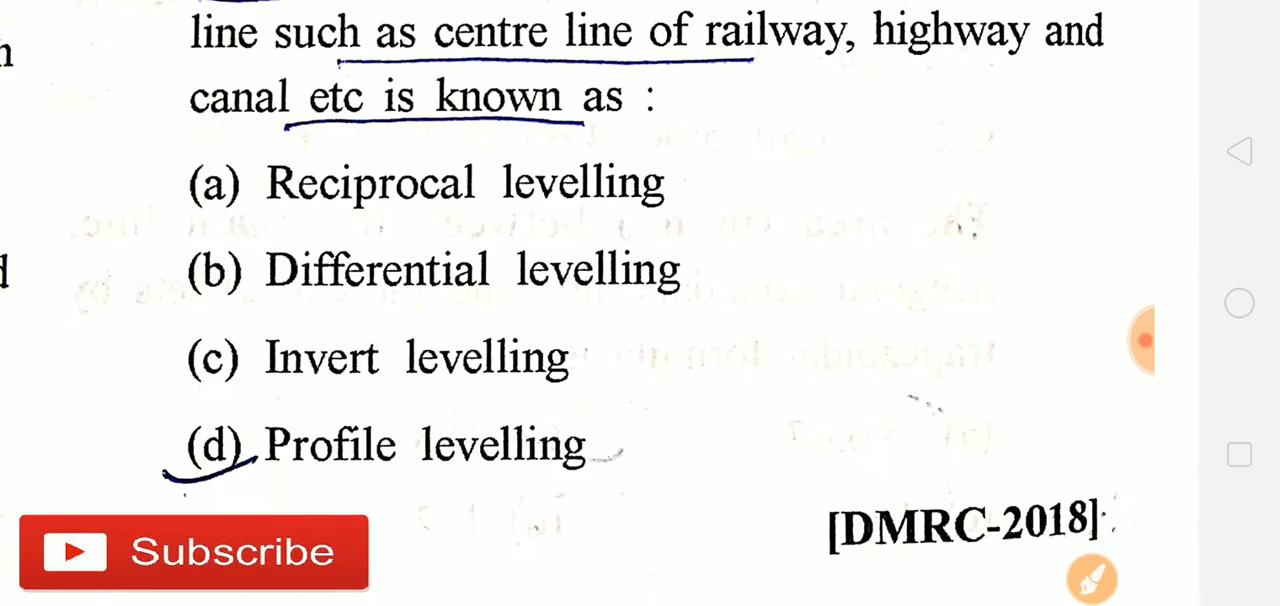 line such as centre line of railway, highway and
canal etc is known as :
(a) Reciprocal levelling
(b) Differential levelling
(c) Invert levelling
(d) Profile levelling
[DMRC-2018]
Subscribe